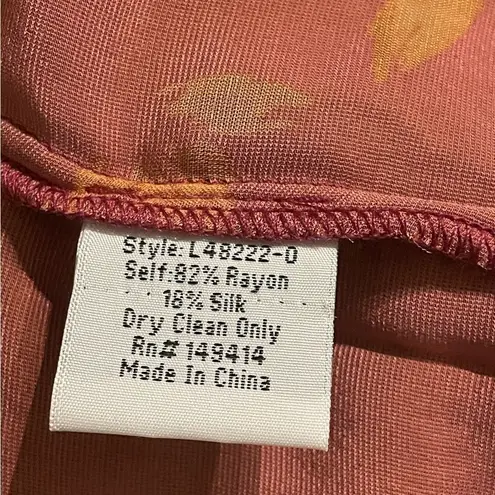 Style: L48222-0
Self:82% Rayon
18% Silk
Dry Clean Only
Rn# 149414
Made In China